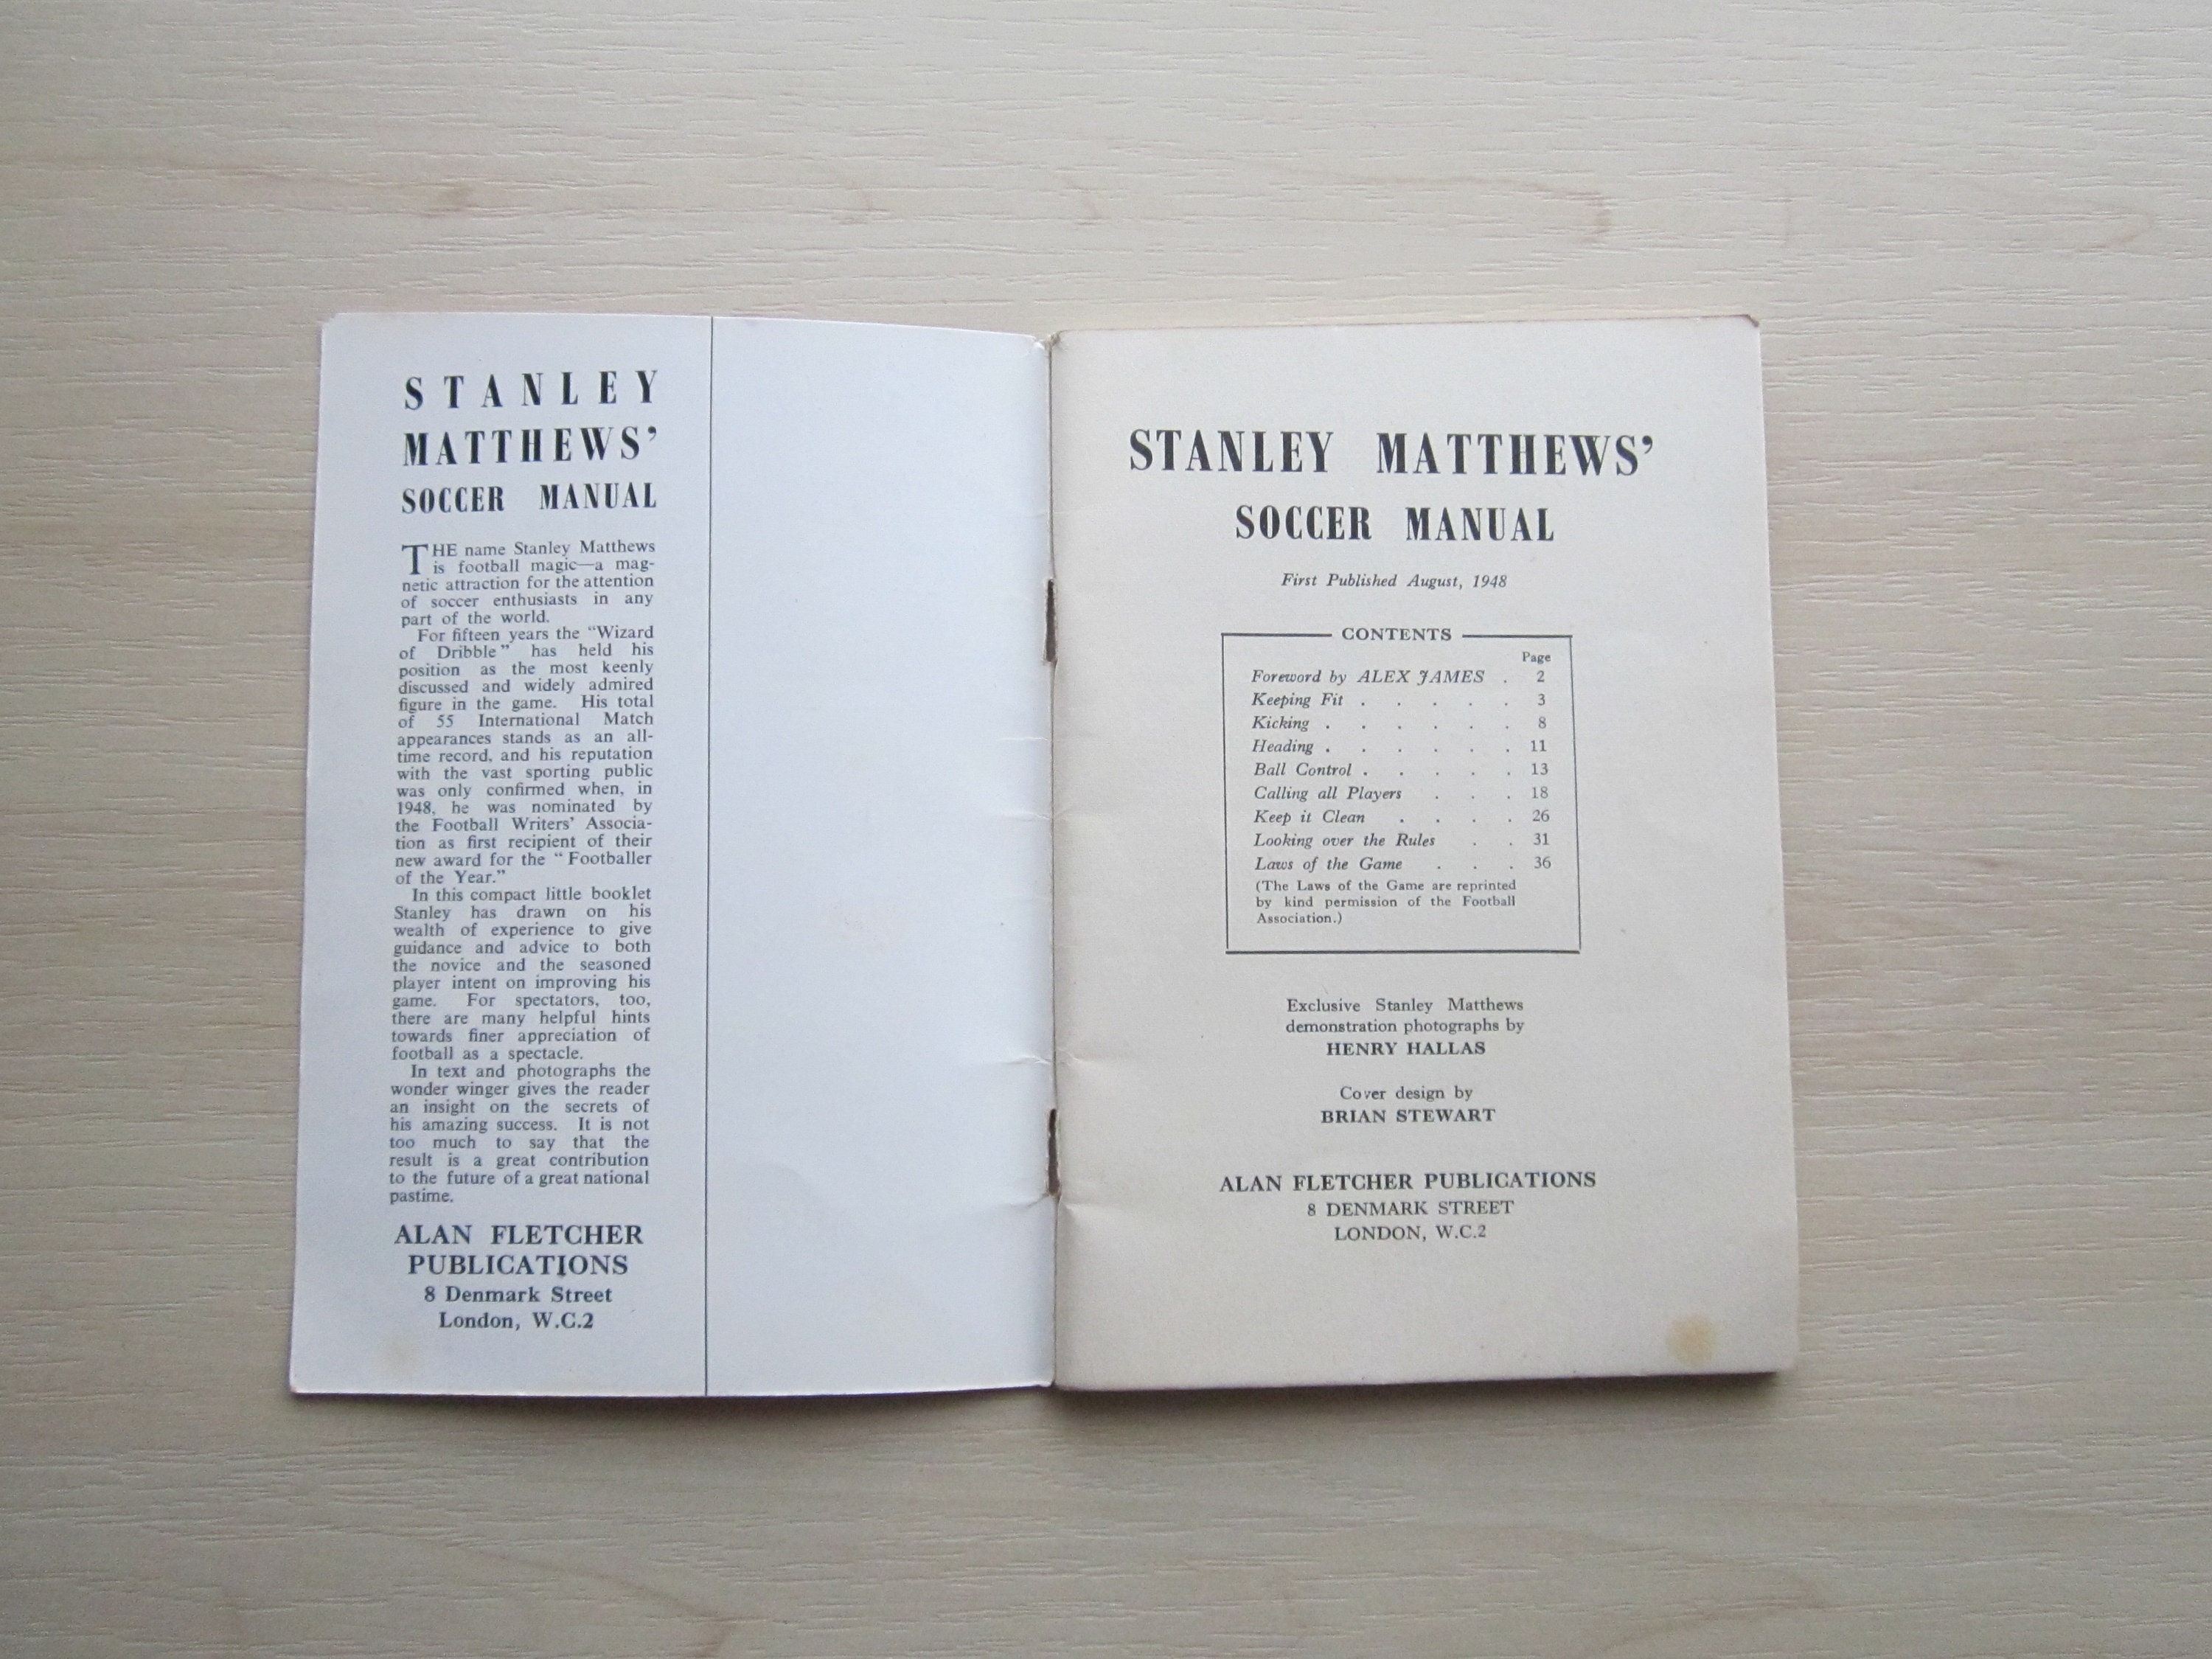 STANLEY
MATTHEWS'
SOCCER MANUAL
THE name Stanley Matthews
is football magic—a mag-
netic attraction for the attention
of soccer enthusiasts in any
part of the world.
For fifteen years the "Wizard
of Dribble" has held his
position as the most keenly
discussed and widely admired
figure in the game. His total
of 55 International Match
appearances stands as an all-
time record, and his reputation
with the vast sporting public
was only confirmed when, in
1948, he was nominated by
the Football Writers' Associa-
tion as first recipient of their
new award for the "Footballer
of the Year."
In this compact little booklet
Stanley has drawn on his
wealth of experience to give
guidance and advice to both
the novice and the seasoned
player intent on improving his
game. For spectators, too,
there are many helpful hints
towards finer appreciation of
football as a spectacle.
In text and photographs the
wonder winger gives the reader
an insight on the secrets of
his amazing success. It is not
too much to say that the
result is a great contribution
to the future of a great national
pastime.
ALAN FLETCHER
PUBLICATIONS
8 Denmark Street
London, W.C.2
STANLEY MATTHEWS'
SOCCER MANUAL
First Published August, 1948
CONTENTS
Page
Foreword by ALEX JAMES . 2
Keeping Fit . . . . . 3
Kicking . . . . . . 8
Heading . . . . . . 11
Ball Control . . . . . 13
Calling all Players . . . 18
Keep it Clean . . . . 26
Looking over the Rules . . 31
Laws of the Game . . . 36
(The Laws of the Game are reprinted
by kind permission of the Football
Association.)
Exclusive Stanley Matthews
demonstration photographs by
HENRY HALLAS
Cover design by
BRIAN STEWART
ALAN FLETCHER PUBLICATIONS
8 DENMARK STREET
LONDON, W.C.2